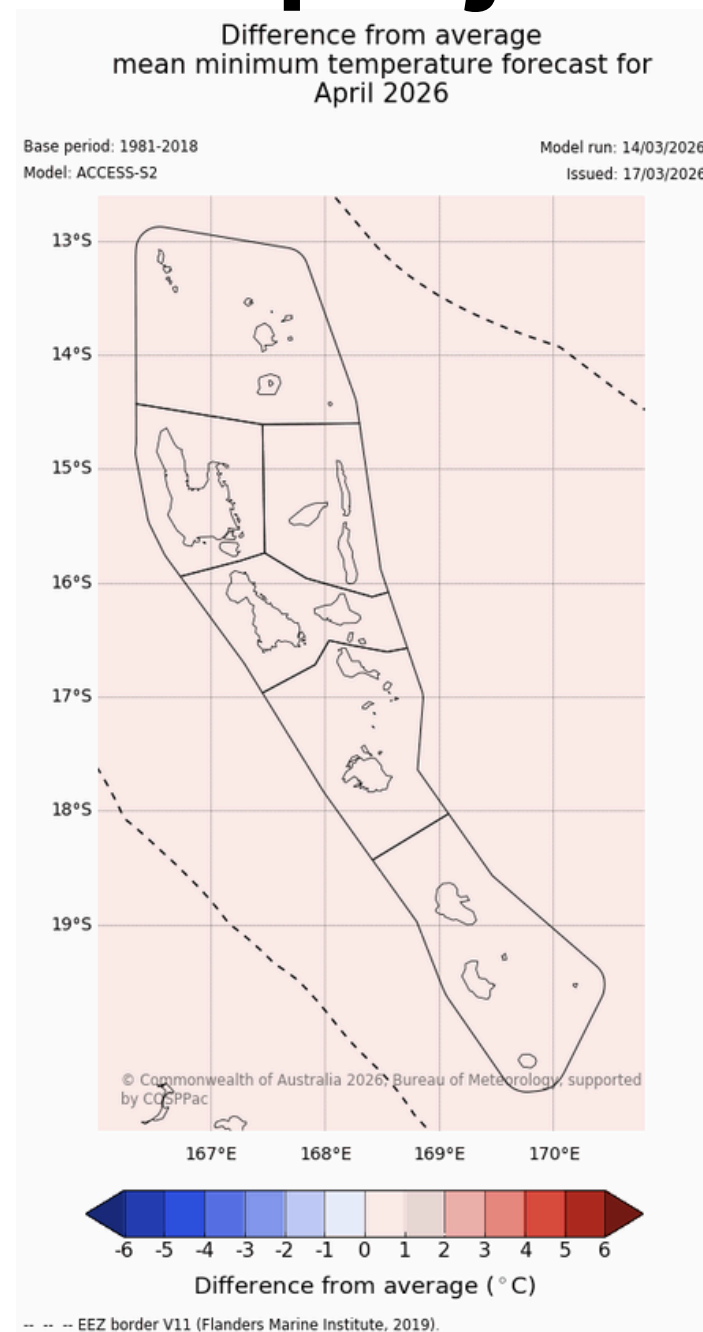 Difference from average
mean minimum temperature forecast for
April 2026
Base period: 1981-2018
Model run: 14/03/2026
Model: ACCESS-S2
Issued: 17/03/2026
13°S
14°S
15°S
16°S
17°S
18°S
19°S
© Commonwealth of Australia 2026, Bureau of Meteorology, supported
by COSPPac
167°E 168°E 169°E 170°E
-6 -5 -4 -3 -2 -1 0 1 2 3 4 5 6
Difference from average (°C)
-- -- -- EEZ border V11 (Flanders Marine Institute, 2019).